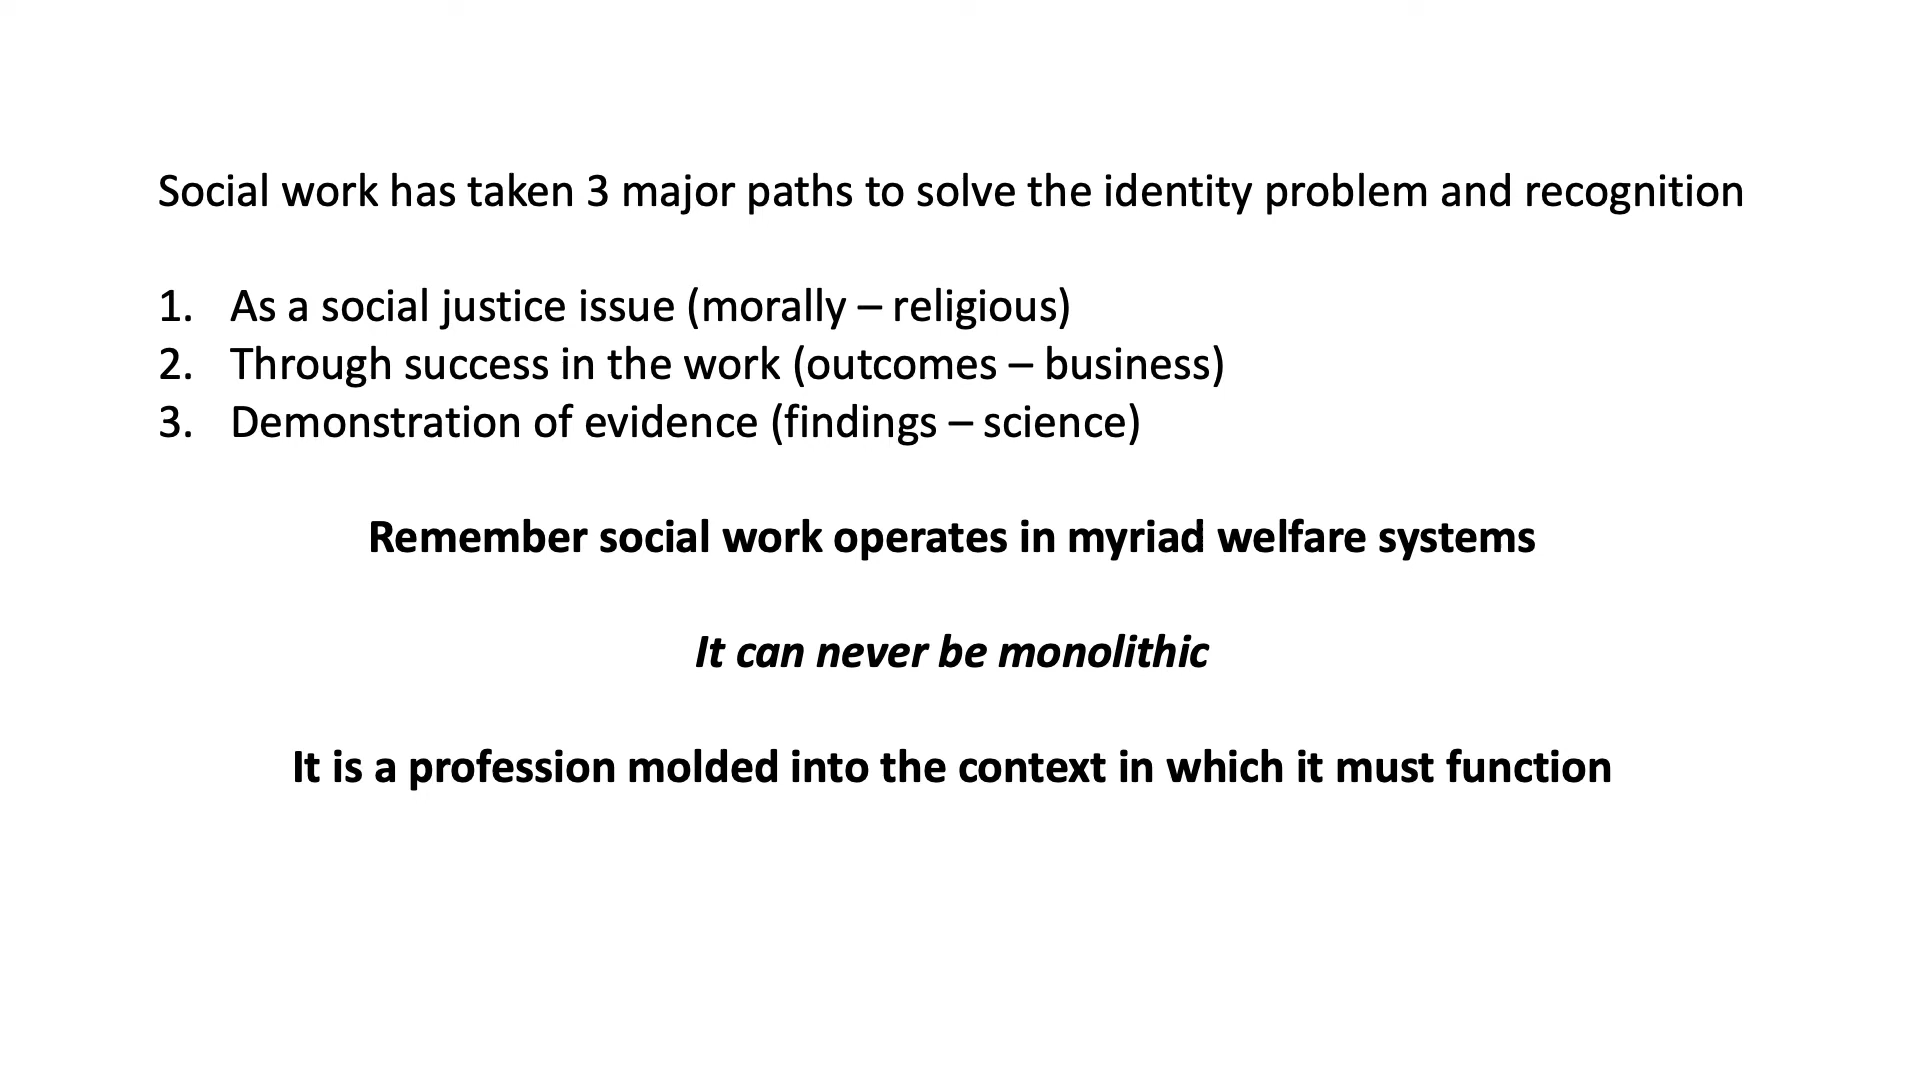 Social work has taken 3 major paths to solve the identity problem and recognition
1. As a social justice issue (morally – religious)
2. Through success in the work (outcomes – business)
3. Demonstration of evidence (findings – science)
Remember social work operates in myriad welfare systems
It can never be monolithic
It is a profession molded into the context in which it must function